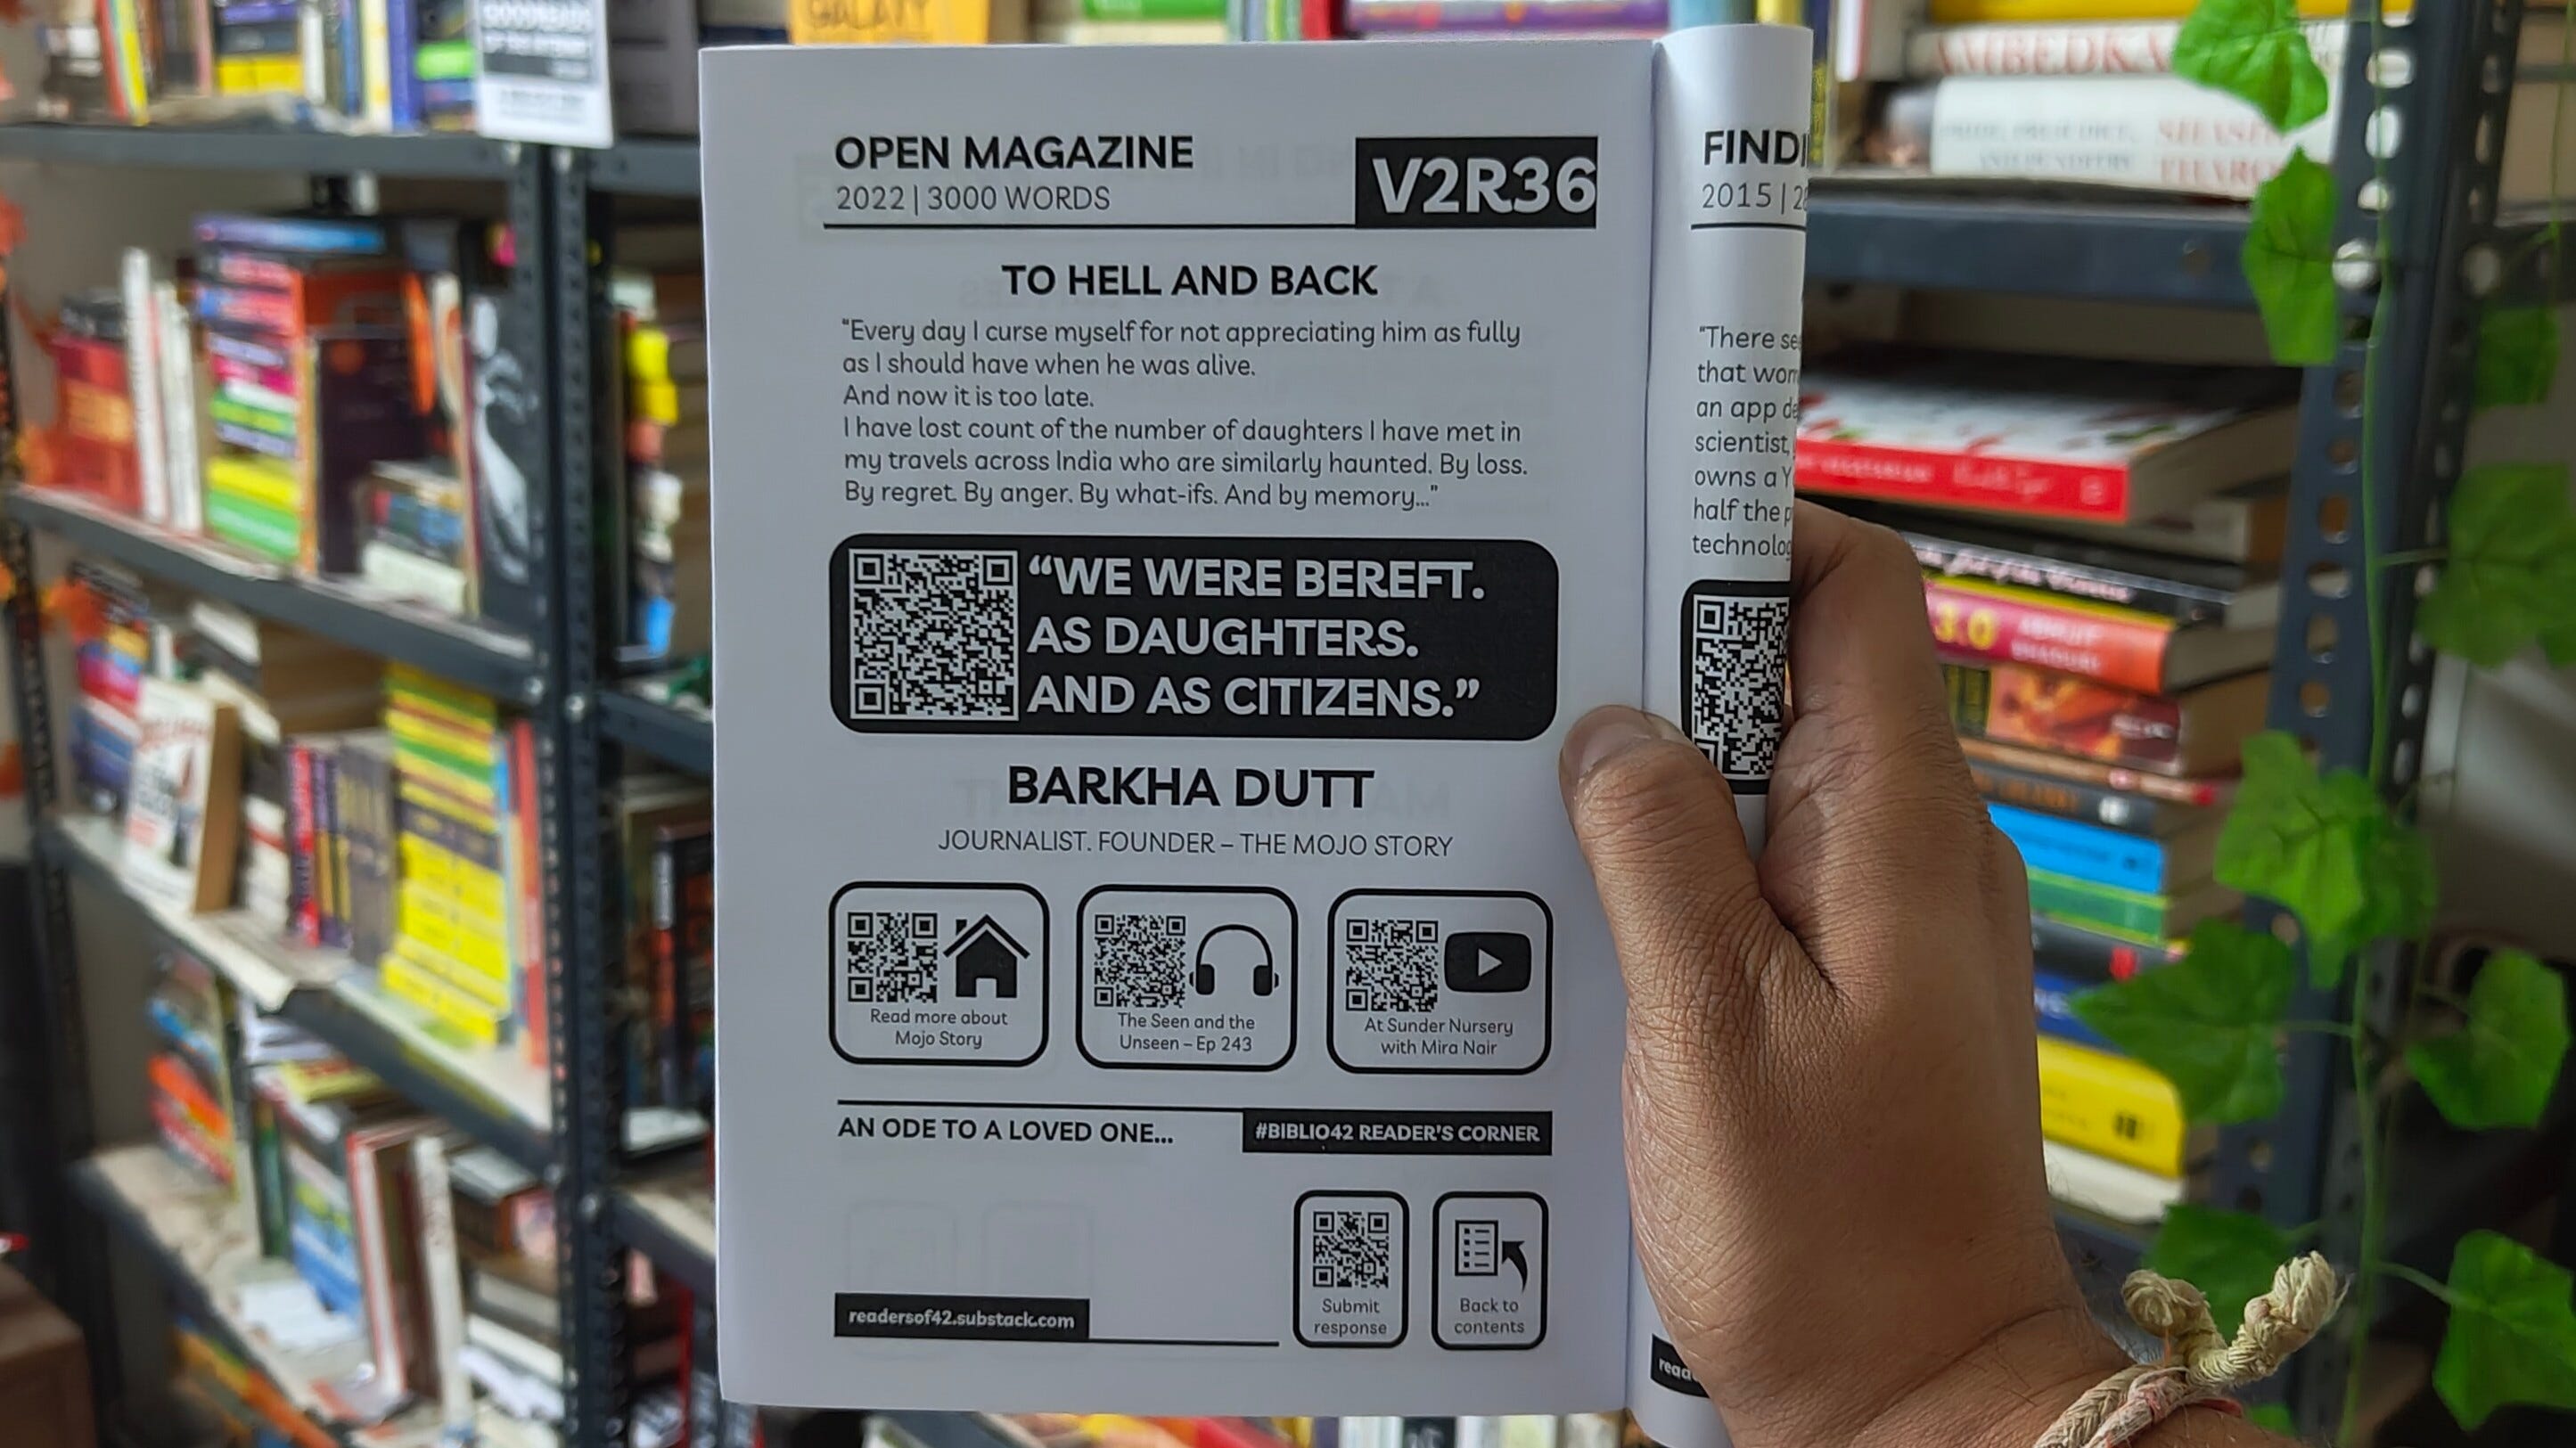 OPEN MAGAZINE
2022 | 3000 WORDS
V2R36
TO HELL AND BACK
“Every day I curse myself for not appreciating him as fully
as I should have when he was alive.
And now it is too late.
I have lost count of the number of daughters I have met in
my travels across India who are similarly haunted. By loss.
By regret. By anger. By what-ifs. And by memory...”
“WE WERE BEREFT.
AS DAUGHTERS.
AND AS CITIZENS.”
BARKHA DUTT
JOURNALIST. FOUNDER – THE MOJO STORY
Read more about
Mojo Story
The Seen and the
Unseen – Ep 243
At Sunder Nursery
with Mira Nair
AN ODE TO A LOVED ONE...
#BIBLIO42 READER'S CORNER
readersof42.substack.com
Submit
response
Back to
contents
2015 |
“There
that
an app
scientist,
owns a
half the
3.0